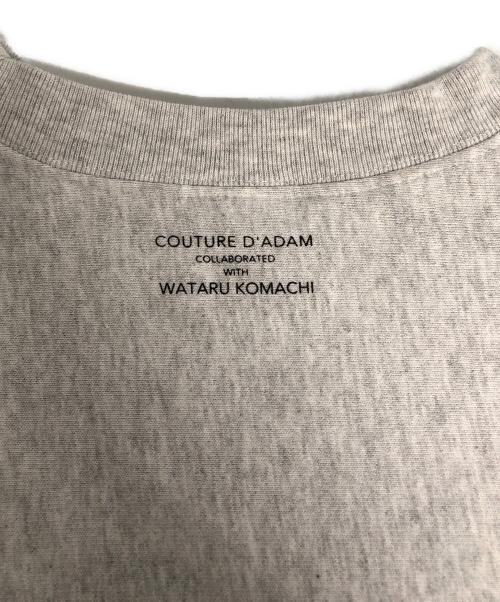 COUTURE D'ADAM
COLLABORATED
WITH
WATARU KOMACHI